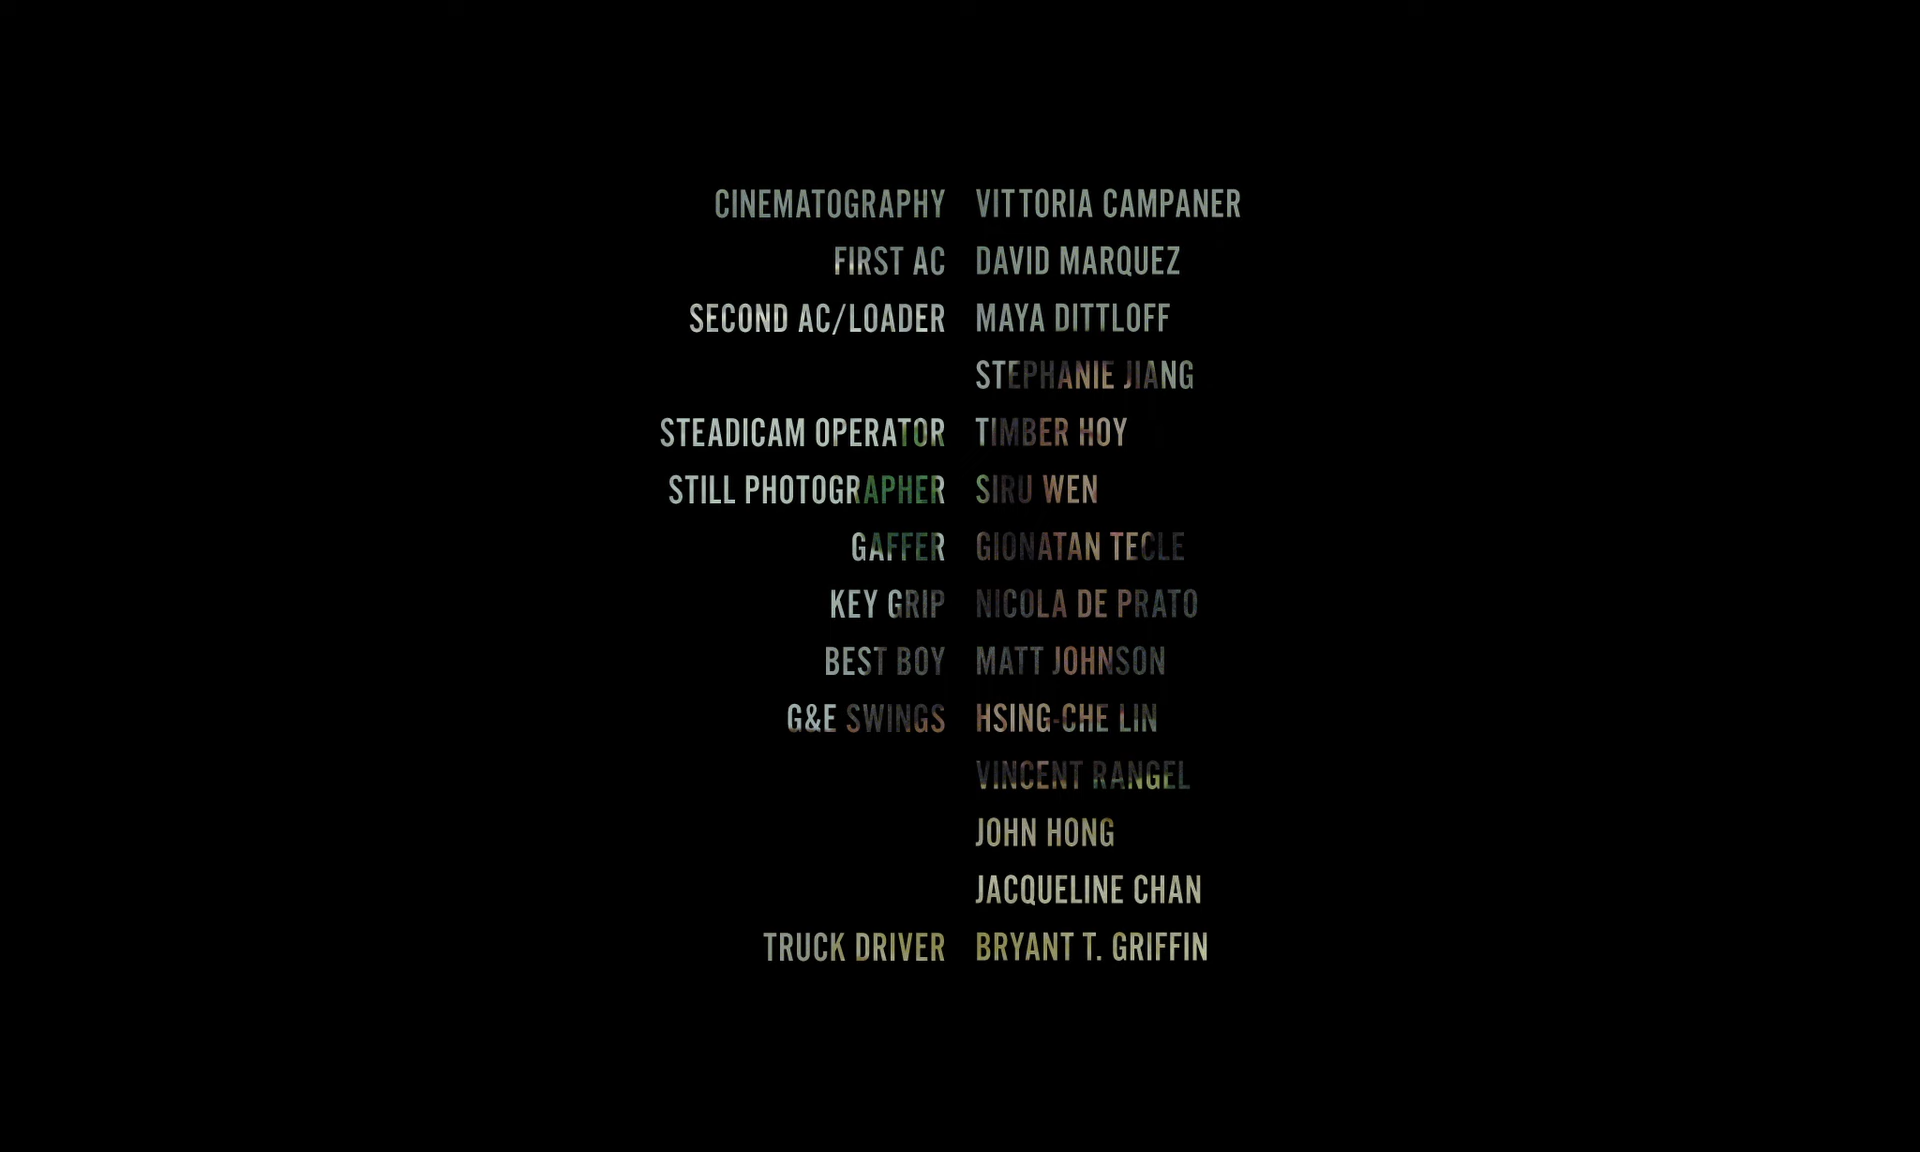 CINEMATOGRAPHY VITTORIA CAMPANER
FIRST AC DAVID MARQUEZ
SECOND AC/LOADER MAYA DITTLOFF
STEPHANIE JIANG
STEADICAM OPERATOR TIMBER HOY
STILL PHOTOGRAPHER SIRU WEN
GAFFER GIONATAN TECLE
KEY GRIP NICOLA DE PRATO
BEST BOY MATT JOHNSON
G&E SWINGS HSING-CHE LIN
VINCENT RANGEL
JOHN HONG
JACQUELINE CHAN
TRUCK DRIVER BRYANT T. GRIFFIN